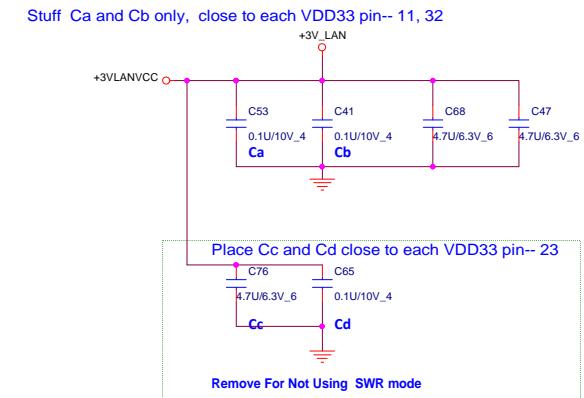 Stuff Ca and Cb only, close to each VDD33 pin-- 11, 32
+3V_LAN
+3VLANVCC
C53
C41
C68
C47
0.1U/10V_4
0.1U/10V_4
4.7U/6.3V_6
4.7U/6.3V_6
Ca
Cb
Place Cc and Cd close to each VDD33 pin-- 23
C76
C65
4.7U/6.3V_6
0.1U/10V_4
Cc
Cd
Remove For Not Using SWR mode